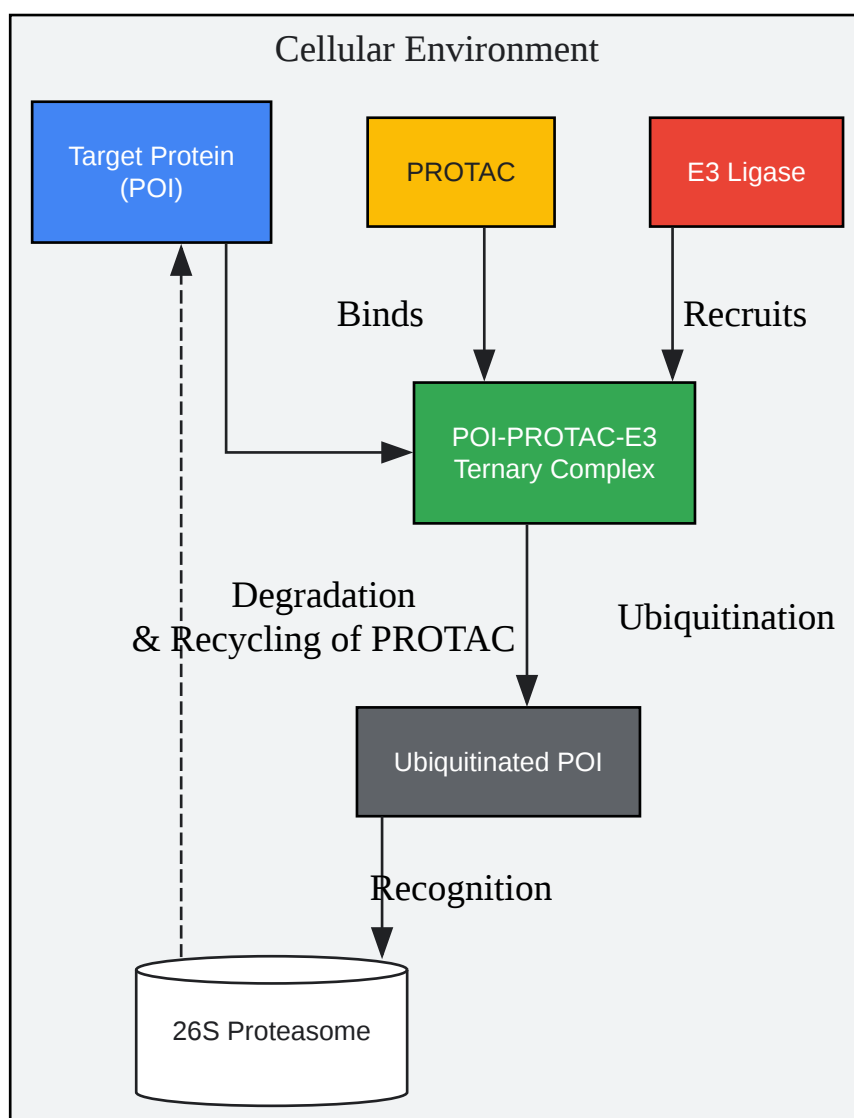 Cellular Environment
Target Protein
(POI)
PROTAC
E3 Ligase
Binds
Recruits
POI-PROTAC-E3
Ternary Complex
Degradation
& Recycling of PROTAC
Ubiquitination
Ubiquitinated POI
Recognition
26S Proteasome